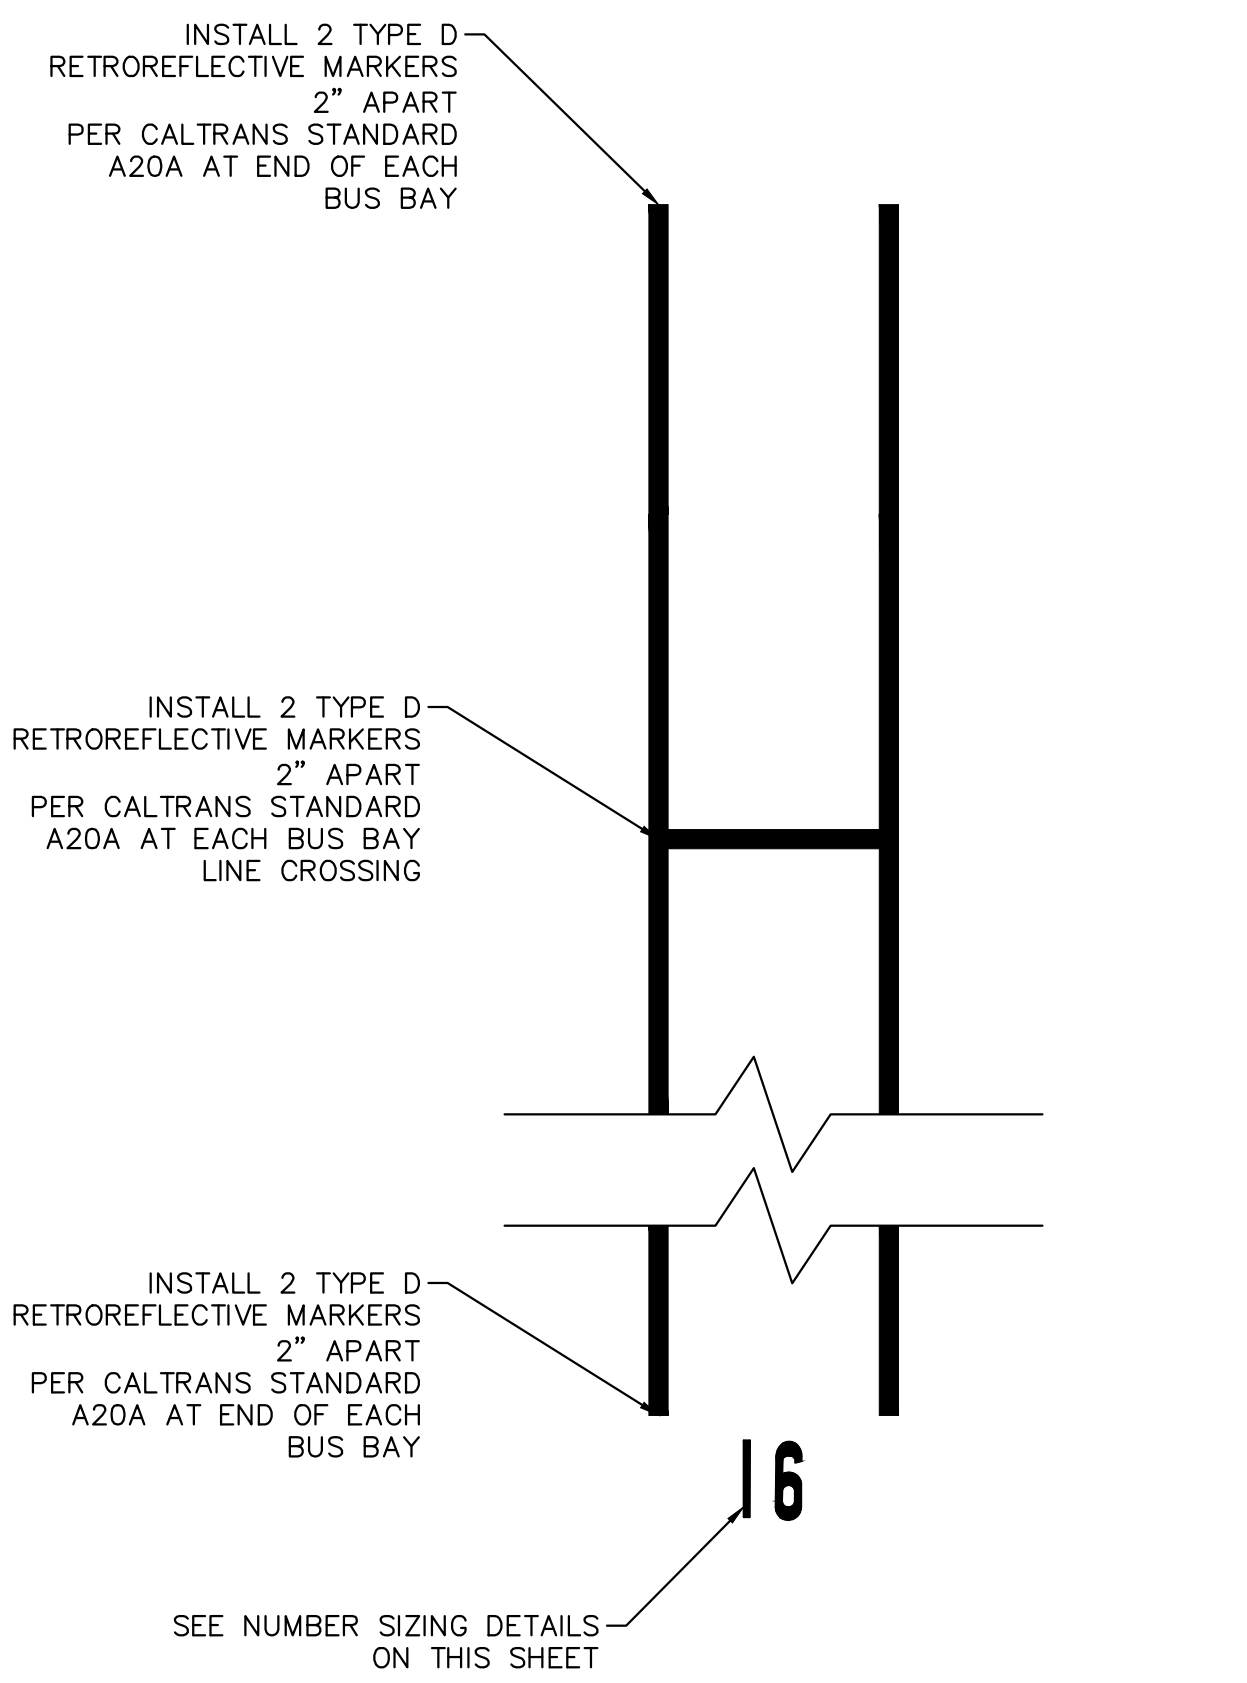 INSTALL 2 TYPE D
RETROREFLECTIVE MARKERS
2” APART
PER CALTRANS STANDARD
A20A AT END OF EACH
BUS BAY
INSTALL 2 TYPE D
RETROREFLECTIVE MARKERS
2” APART
PER CALTRANS STANDARD
A20A AT EACH BUS BAY
LINE CROSSING
INSTALL 2 TYPE D
RETROREFLECTIVE MARKERS
2” APART
PER CALTRANS STANDARD
A20A AT END OF EACH
BUS BAY
16
SEE NUMBER SIZING DETAILS
ON THIS SHEET